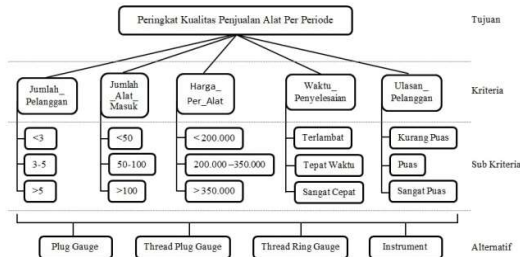 Peringkat Kualitas Penjualan Alat Per Periode
Tujuan
Jumlah_
Pelanggan
Jumlah
_Alat_
Masuk
Harga_
Per_Alat
Waktu_
Penyelesaian
Ulasan_
Pelanggan
Kriteria
<3
<50
<200.000
Terlambat
Kurang Puas
3-5
50-100
200.000–350.000
Tepat Waktu
Puas
Sub Kriteria
>5
>100
>350.000
Sangat Cepat
Sangat Puas
Plug Gauge
Thread Plug Gauge
Thread Ring Gauge
Instrument
Alternatif